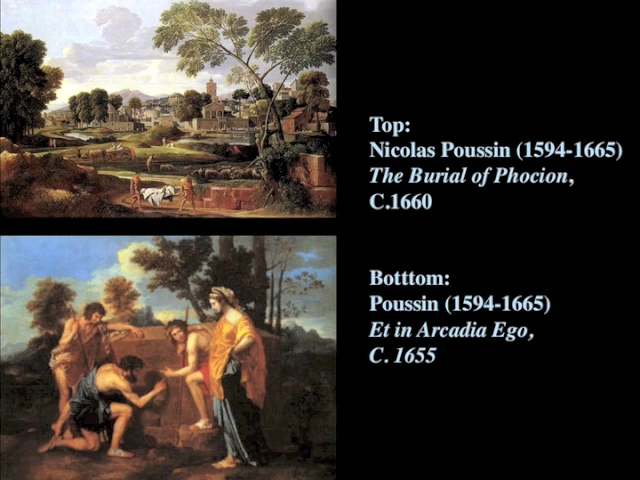 Top:
Nicolas Poussin (1594-1665)
The Burial of Phocion,
C.1660
Botttom:
Poussin (1594-1665)
Et in Arcadia Ego,
C. 1655